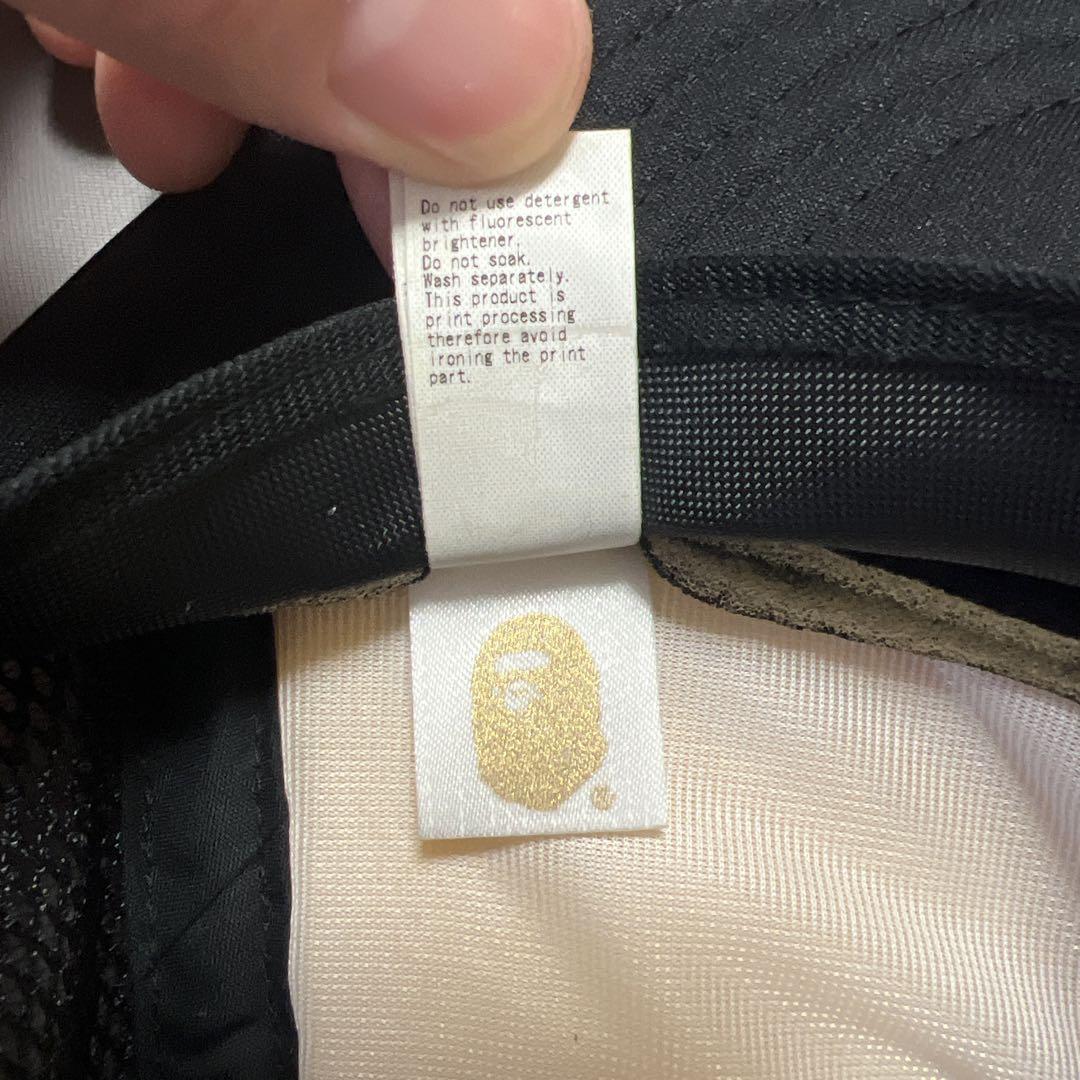 Do not use detergent
with fluorescent
brightener.
Do not soak.
Wash separately.
This product is
print processing
therefore avoid
ironing the print
part.